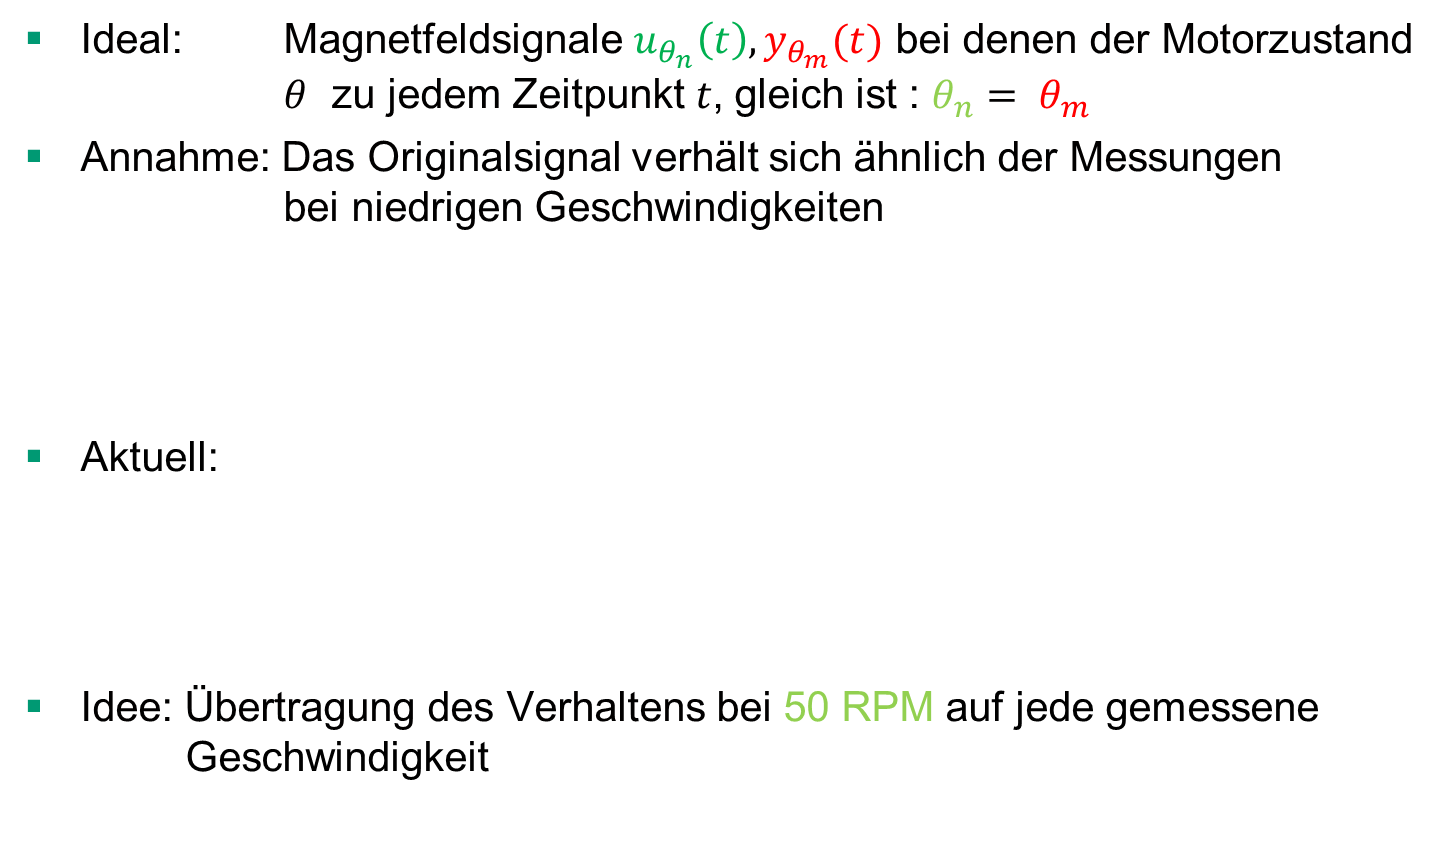 ▪ Ideal: Magnetfeldsignale u_{θ_n}(t), y_{θ_m}(t) bei denen der Motorzustand
θ zu jedem Zeitpunkt t, gleich ist : θ_n = θ_m
▪ Annahme: Das Originalsignal verhält sich ähnlich der Messungen
bei niedrigen Geschwindigkeiten
▪ Aktuell:
▪ Idee: Übertragung des Verhaltens bei 50 RPM auf jede gemessene
Geschwindigkeit